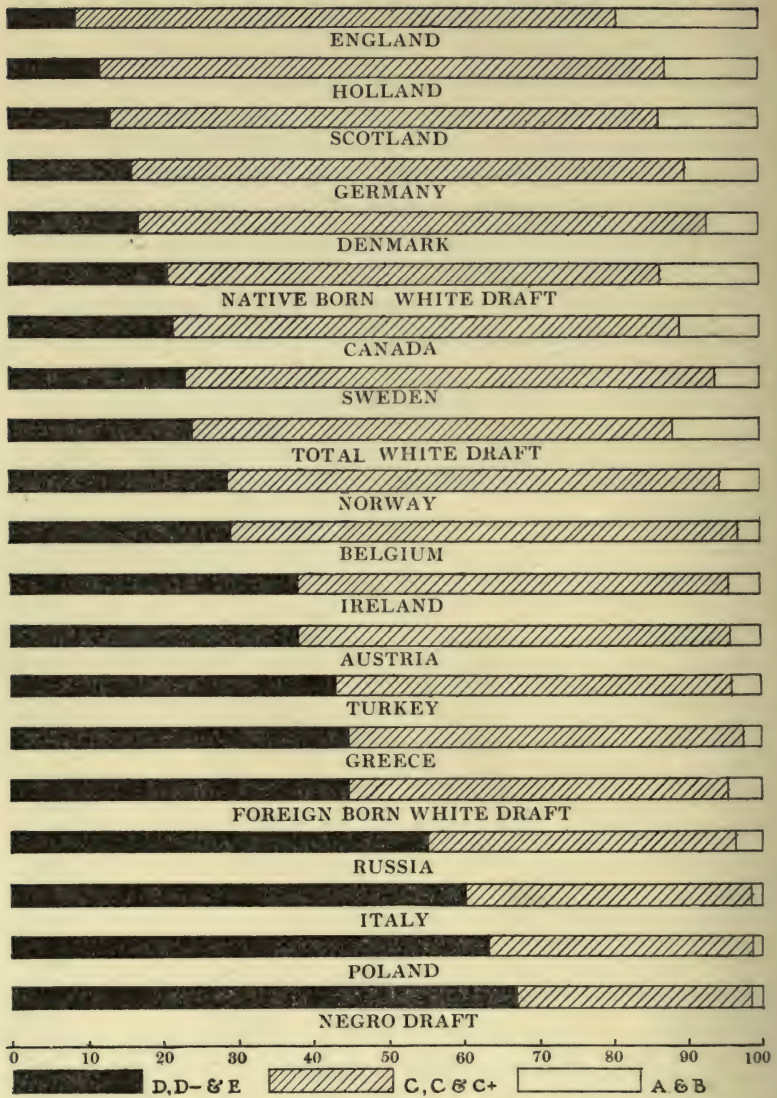 ENGLAND
HOLLAND
SCOTLAND
GERMANY
DENMARK
NATIVE BORN WHITE DRAFT
CANADA
SWEDEN
TOTAL WHITE DRAFT
NORWAY
BELGIUM
IRELAND
AUSTRIA
TURKEY
GREECE
FOREIGN BORN WHITE DRAFT
RUSSIA
ITALY
POLAND
NEGRO DRAFT
0 10 20 30 40 50 60 70 80 90 100
D, D- & E C, C & C+ A & B